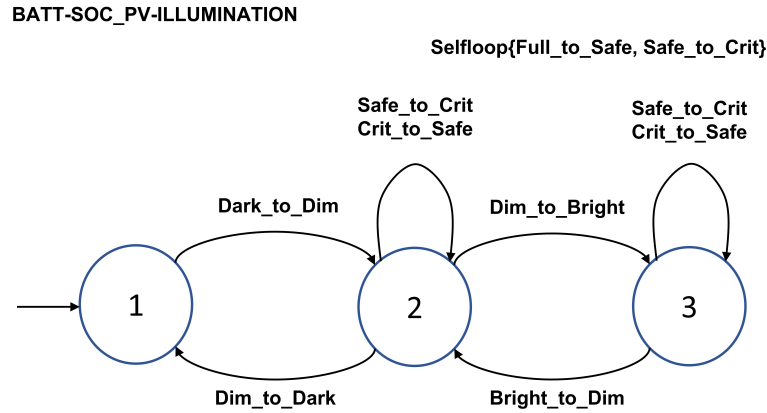 BATT-SOC_PV-ILLUMINATION
Selfloop{Full_to_Safe, Safe_to_Crit}
Safe_to_Crit
Crit_to_Safe
Safe_to_Crit
Crit_to_Safe
Dark_to_Dim
Dim_to_Bright
1
2
3
Dim_to_Dark
Bright_to_Dim